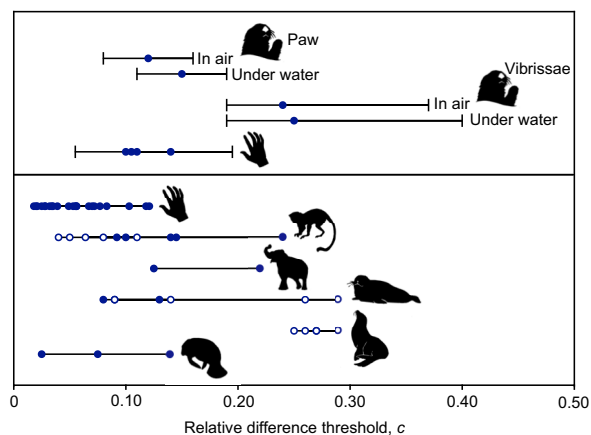 Paw
In air
Under water
Vibrissae
In air
Under water
0 0.10 0.20 0.30 0.40 0.50
Relative difference threshold, c